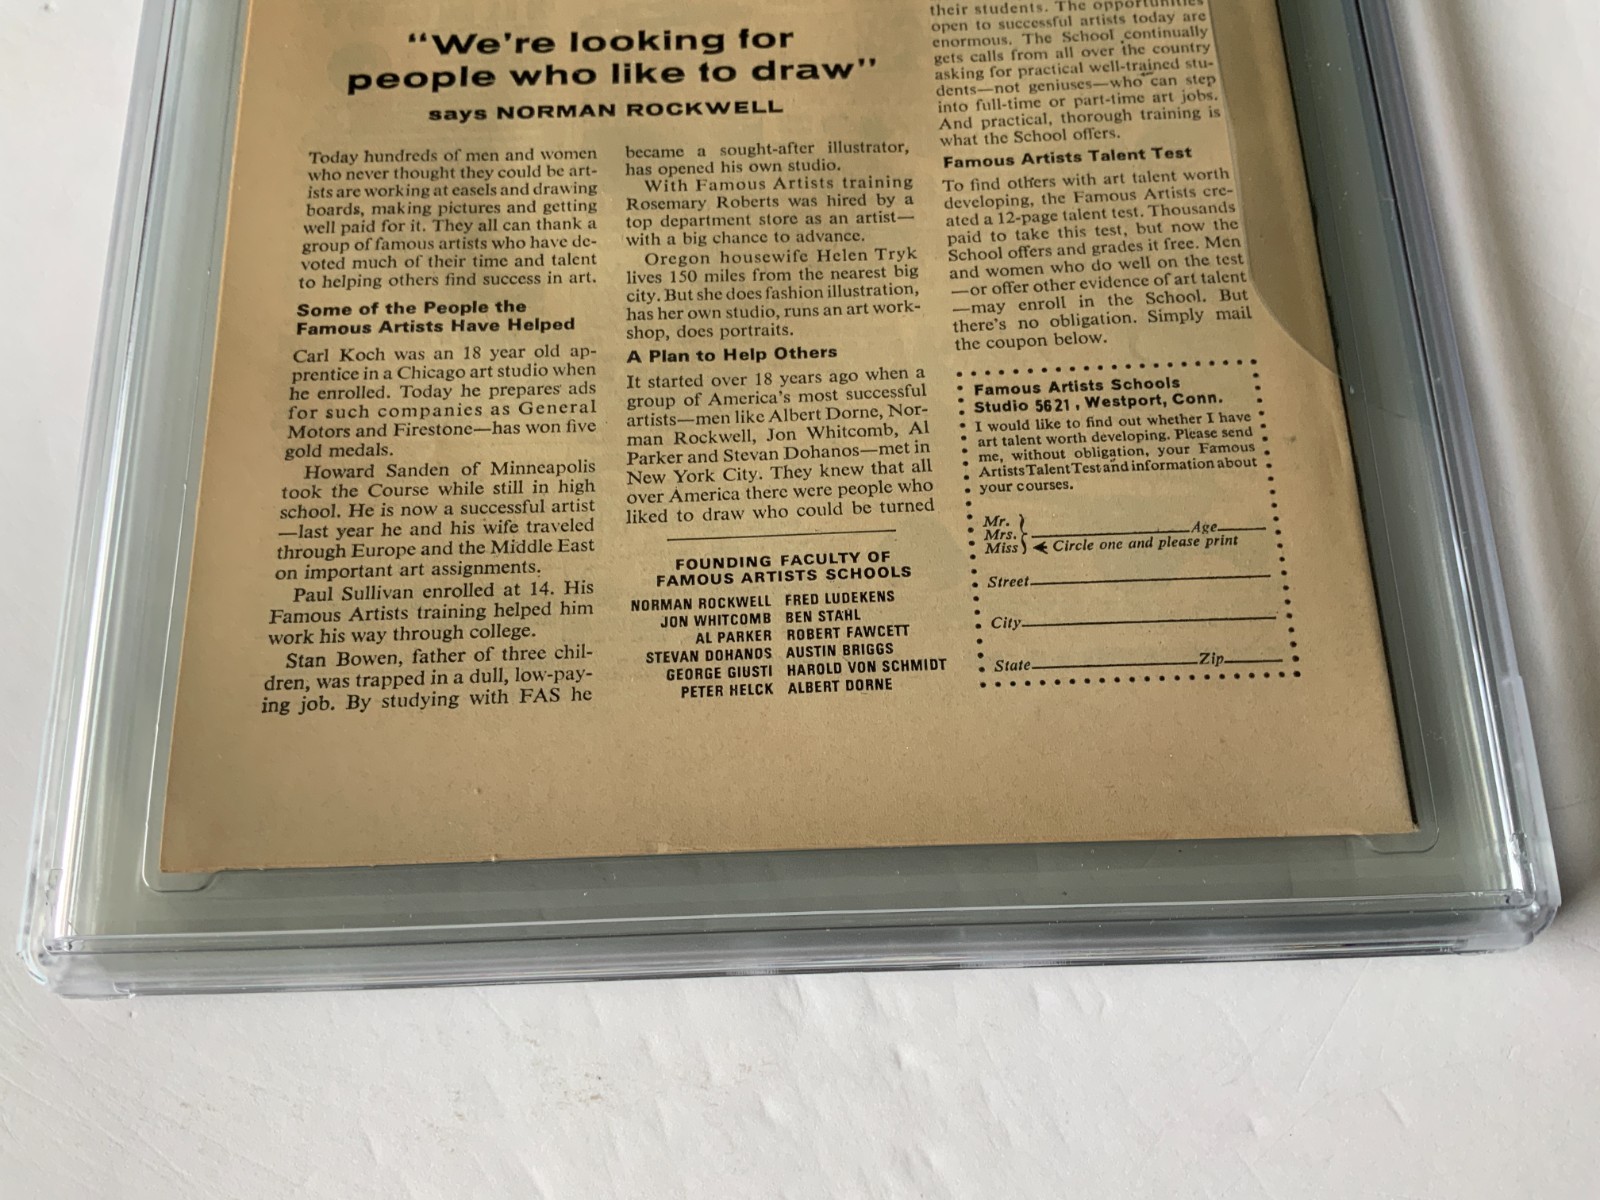 "We're looking for
people who like to draw"
says NORMAN ROCKWELL
Today hundreds of men and women
who never thought they could be art-
ists are working at easels and drawing
boards, making pictures and getting
well paid for it. They all can thank a
group of famous artists who have de-
voted much of their time and talent
to helping others find success in art.
Some of the People the
Famous Artists Have Helped
Carl Koch was an 18 year old ap-
prentice in a Chicago art studio when
he enrolled. Today he prepares ads
for such companies as General
Motors and Firestone—has won five
gold medals.
Howard Sanden of Minneapolis
took the Course while still in high
school. He is now a successful artist
—last year he and his wife traveled
through Europe and the Middle East
on important art assignments.
Paul Sullivan enrolled at 14. His
Famous Artists training helped him
work his way through college.
Stan Bowen, father of three chil-
dren, was trapped in a dull, low-pay-
ing job. By studying with FAS he
became a sought-after illustrator,
has opened his own studio.
With Famous Artists training
Rosemary Roberts was hired by a
top department store as an artist—
with a big chance to advance.
Oregon housewife Helen Tryk
lives 150 miles from the nearest big
city. But she does fashion illustration,
has her own studio, runs an art work-
shop, does portraits.
A Plan to Help Others
It started over 18 years ago when a
group of America's most successful
artists—men like Albert Dorne, Nor-
man Rockwell, Jon Whitcomb, Al
Parker and Stevan Dohanos—met in
New York City. They knew that all
over America there were people who
liked to draw who could be turned
FOUNDING FACULTY OF
FAMOUS ARTISTS SCHOOLS
NORMAN ROCKWELL FRED LUDEKENS
JON WHITCOMB BEN STAHL
AL PARKER ROBERT FAWCETT
STEVAN DOHANOS AUSTIN BRIGGS
GEORGE GIUSTI HAROLD VON SCHMIDT
PETER HELCK ALBERT DORNE
their students. The opportunities
open to successful artists today are
enormous. The School continually
gets calls from all over the country
asking for practical well-trained stu-
dents—not geniuses—who can step
into full-time or part-time art jobs.
And practical, thorough training is
what the School offers.
Famous Artists Talent Test
To find others with art talent worth
developing, the Famous Artists cre-
ated a 12-page talent test. Thousands
paid to take this test, but now the
School offers and grades it free. Men
and women who do well on the test
—or offer other evidence of art talent
—may enroll in the School. But
there's no obligation. Simply mail
the coupon below.
Famous Artists Schools
Studio 5621, Westport, Conn.
I would like to find out whether I have
art talent worth developing. Please send
me, without obligation, your Famous
Artists Talent Test and information about
your courses.
Mr.
Mrs. Age
Miss Circle one and please print
Street
City
State Zip